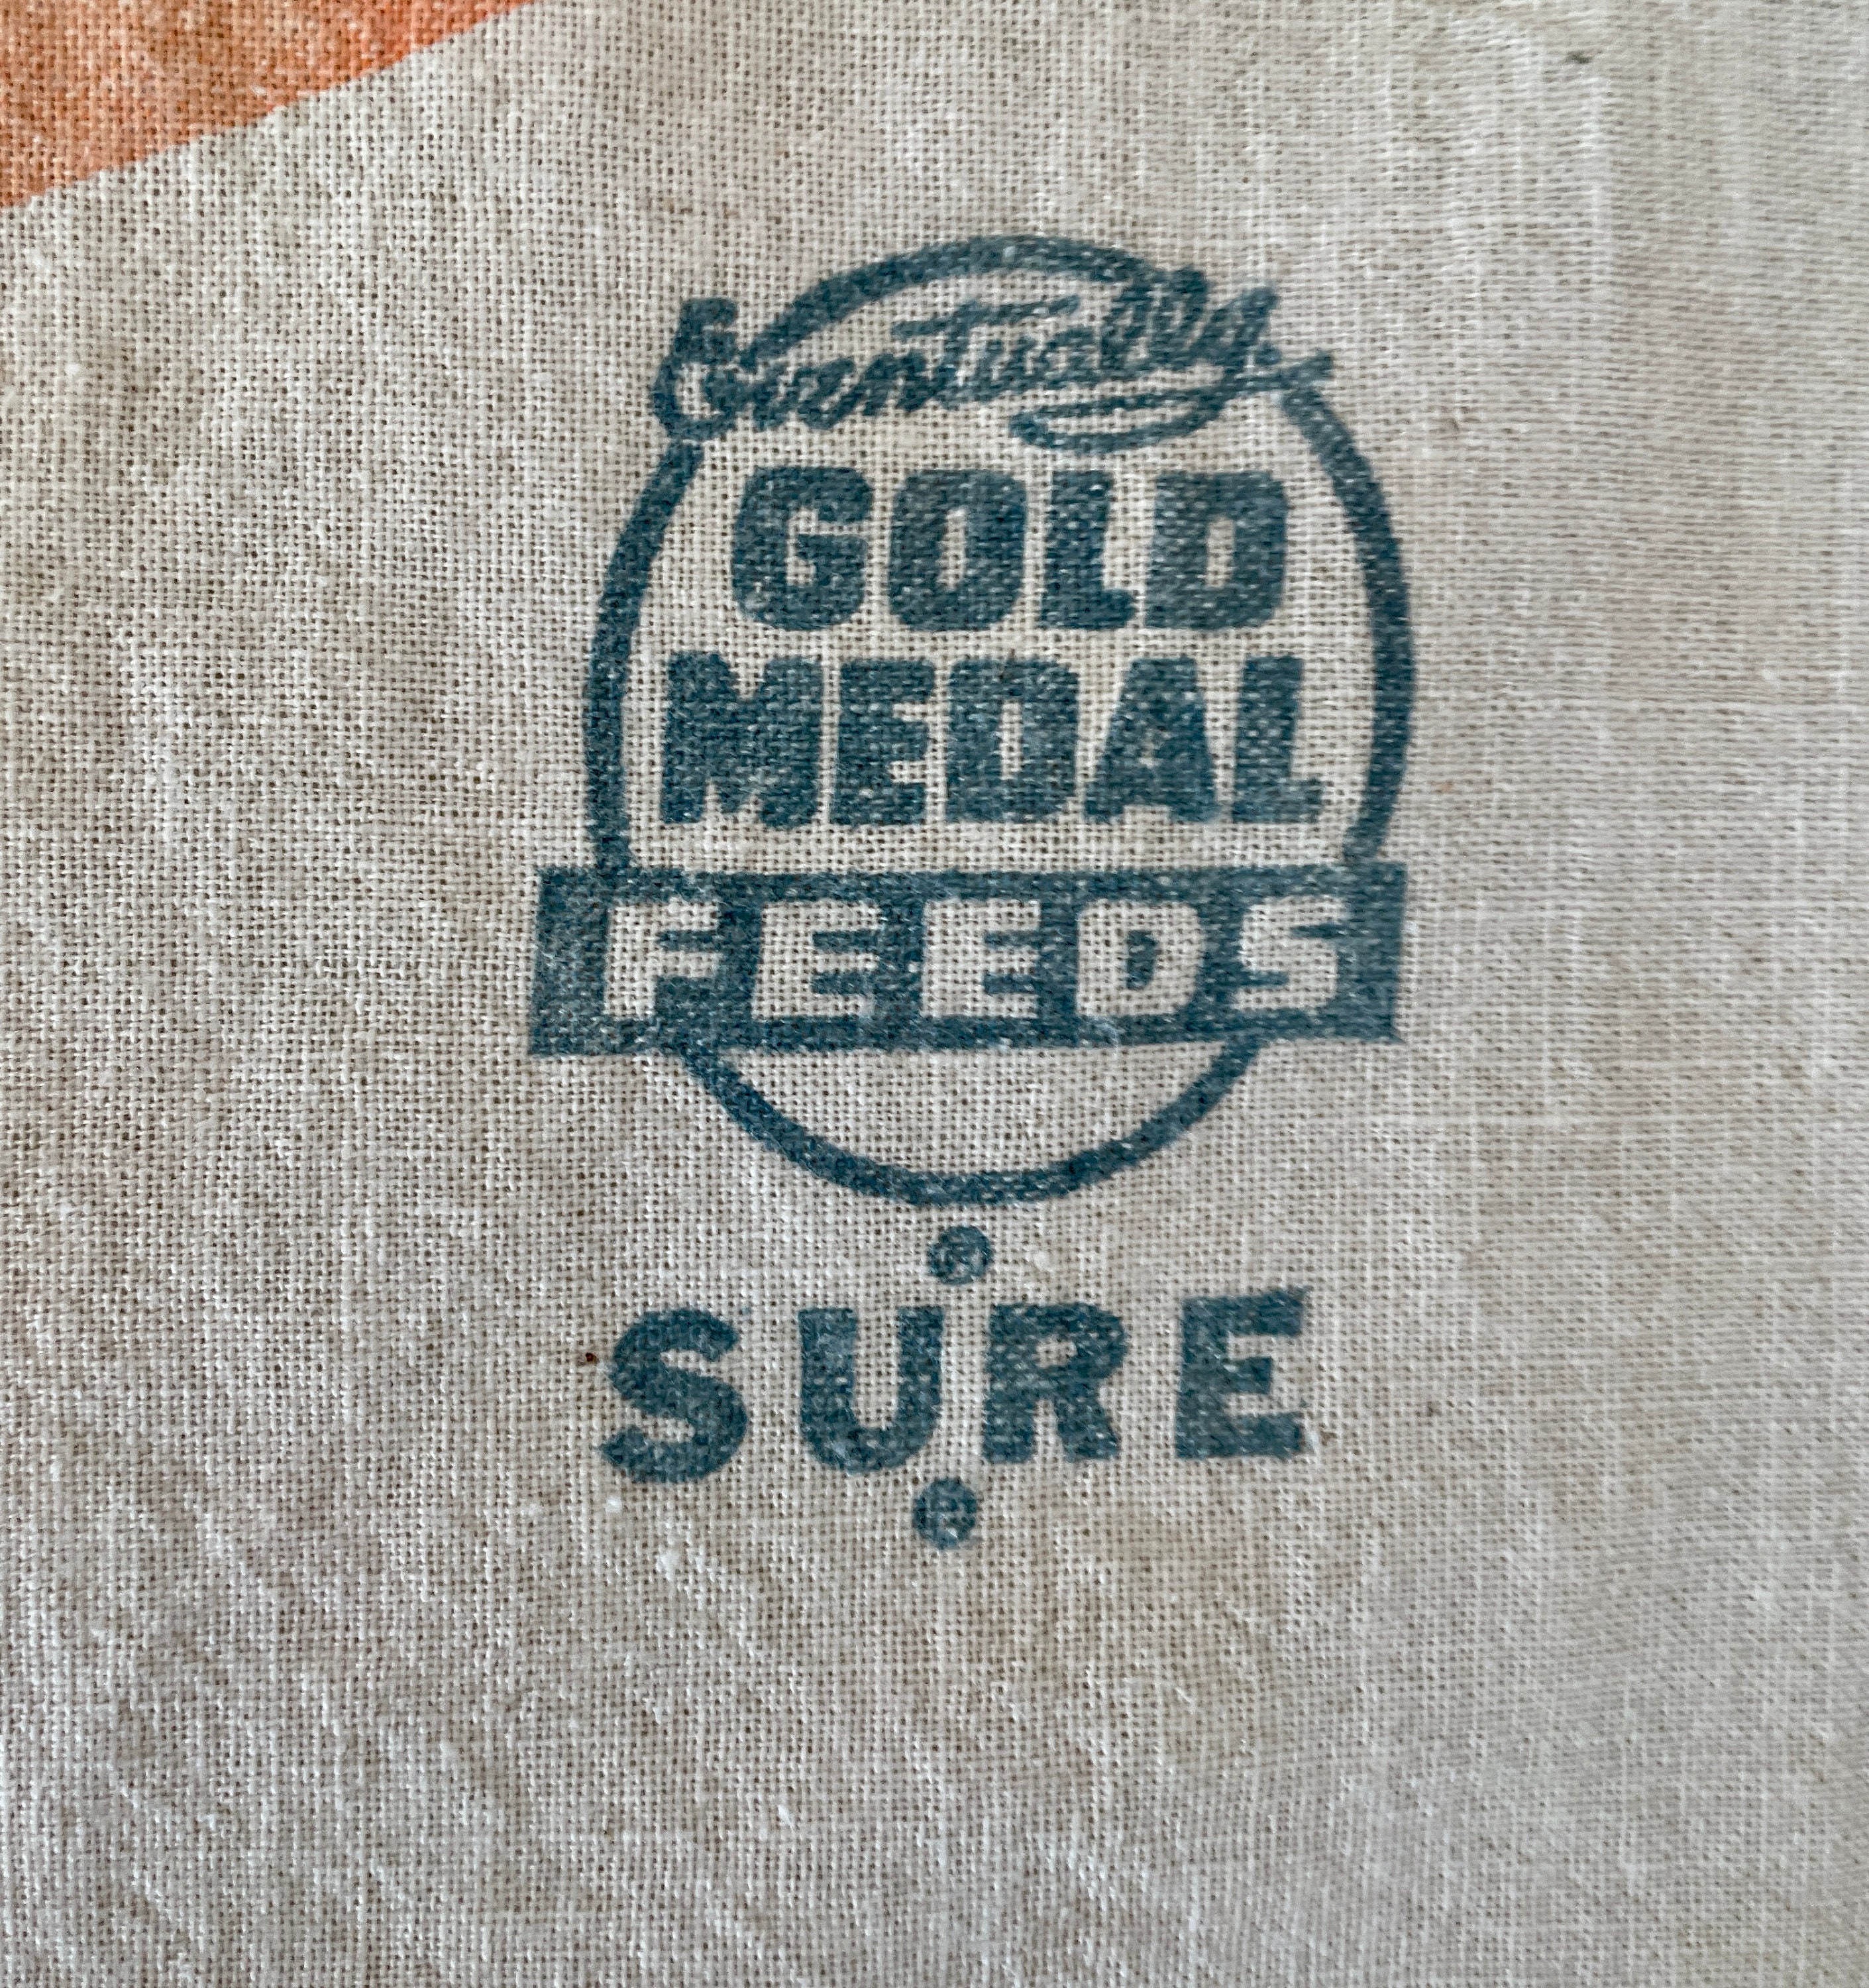 Eventually.
GOLD
MEDAL
FEEDS
®
SURE
®